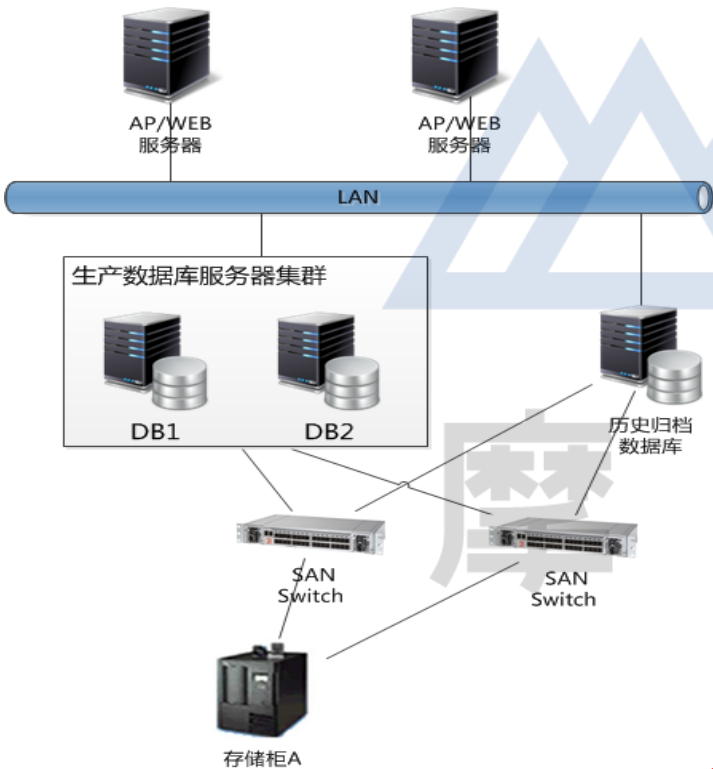 AP/WEB
服务器
AP/WEB
服务器
LAN
生产数据库服务器集群
DB1
DB2
历史归档
数据库
SAN
Switch
SAN
Switch
存储柜A
摩